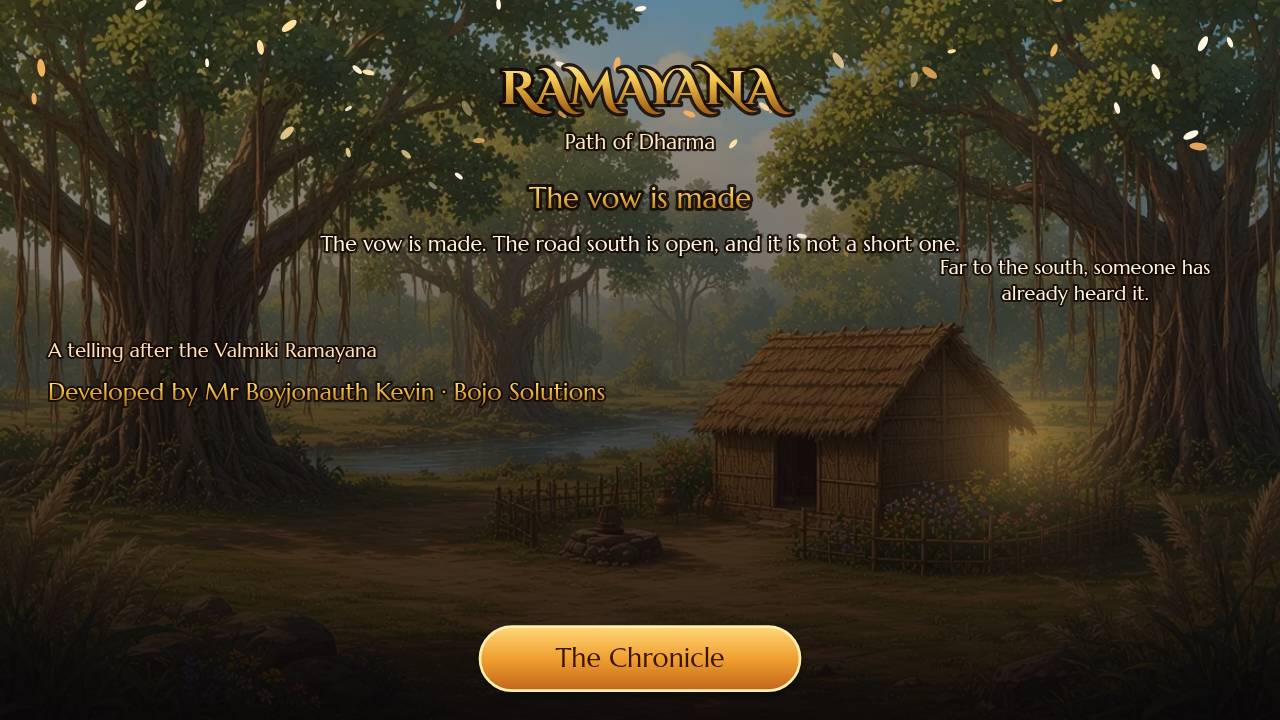 RAMAYANA
Path of Dharma
The vow is made
The vow is made. The road south is open, and it is not a short one.
Far to the south, someone has
already heard it.
A telling after the Valmiki Ramayana
Developed by Mr Boyjonauth Kevin · Bojo Solutions
The Chronicle